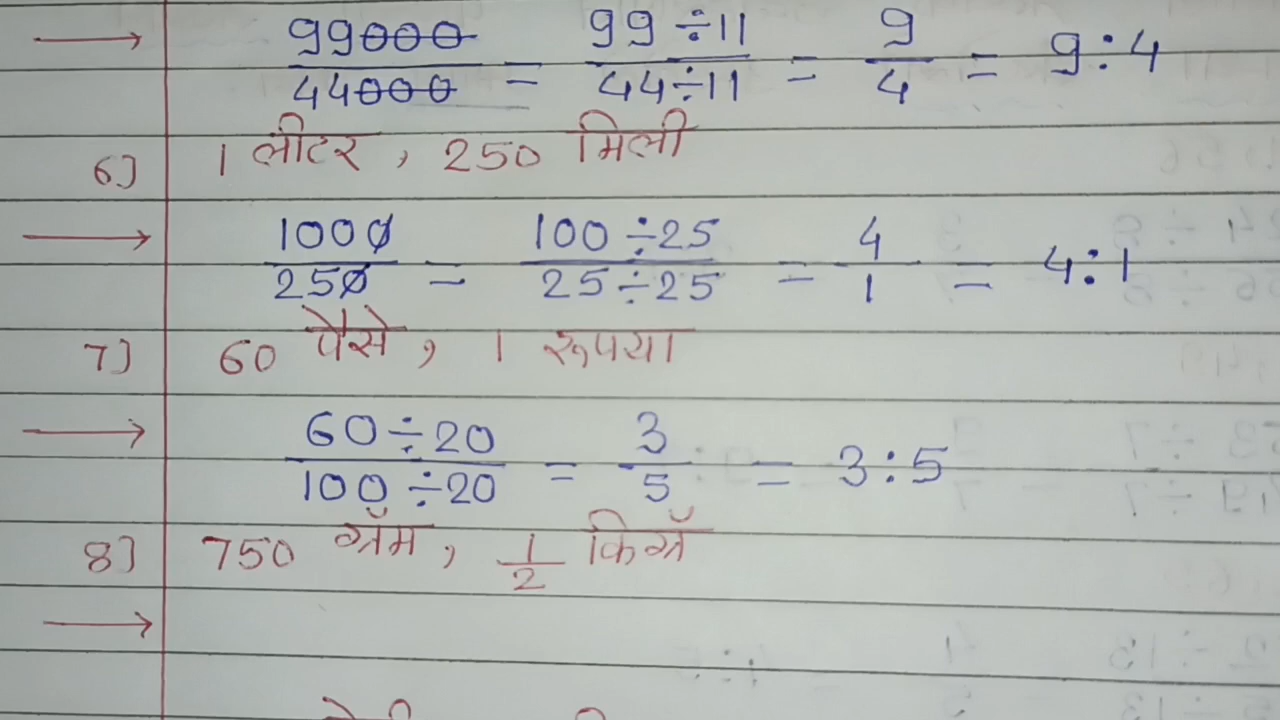 → 99000/44000 = 99÷11/44÷11 = 9/4 = 9:4
6) 1 लीटर, 250 मिली
→ 1000/250 = 100÷25/25÷25 = 4/1 = 4:1
7) 60 पैसे, 1 रूपया
→ 60÷20/100÷20 = 3/5 = 3:5
8) 750 ग्रॅम, 1/2 किग्रॅ
→